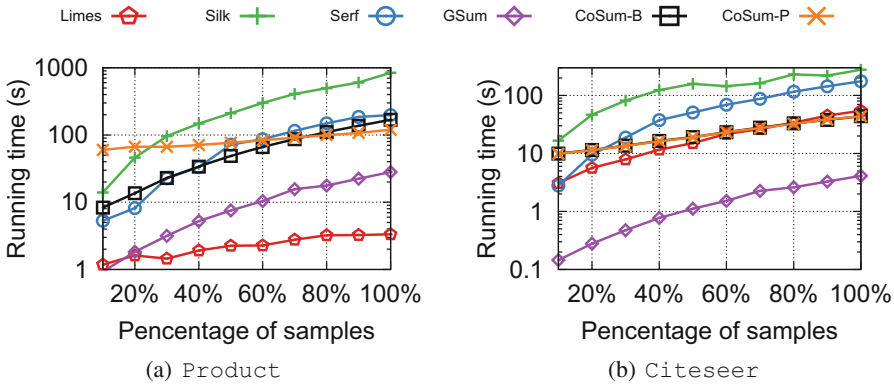 Limes Silk Serf GSum CoSum-B CoSum-P
1000
100
10
1
Running time (s)
20% 40% 60% 80% 100%
Pencentage of samples
(a) Product
100
10
1
0.1
Running time (s)
20% 40% 60% 80% 100%
Pencentage of samples
(b) Citeseer